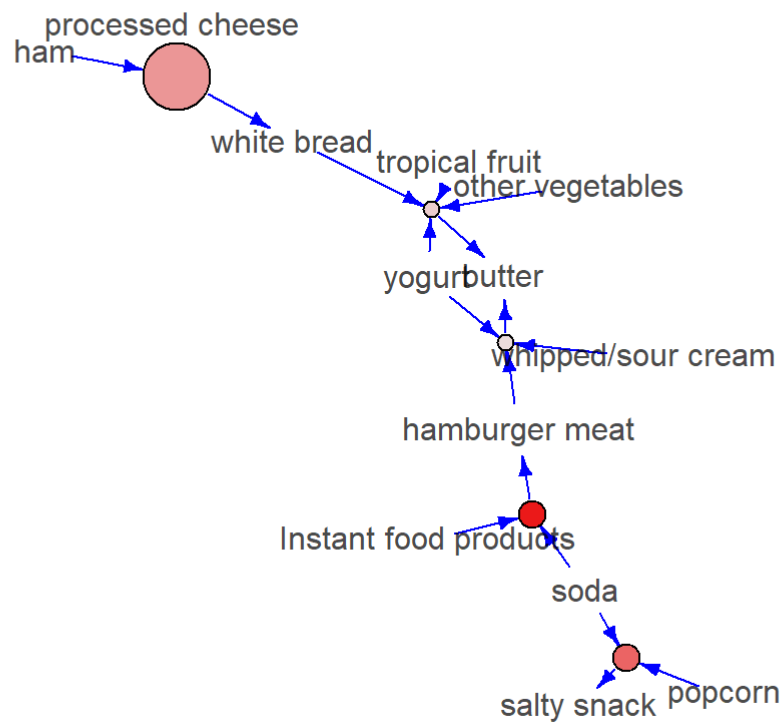 processed cheese
ham
white bread
tropical fruit
other vegetables
yogurt
butter
whipped/sour cream
hamburger meat
Instant food products
soda
salty snack
popcorn